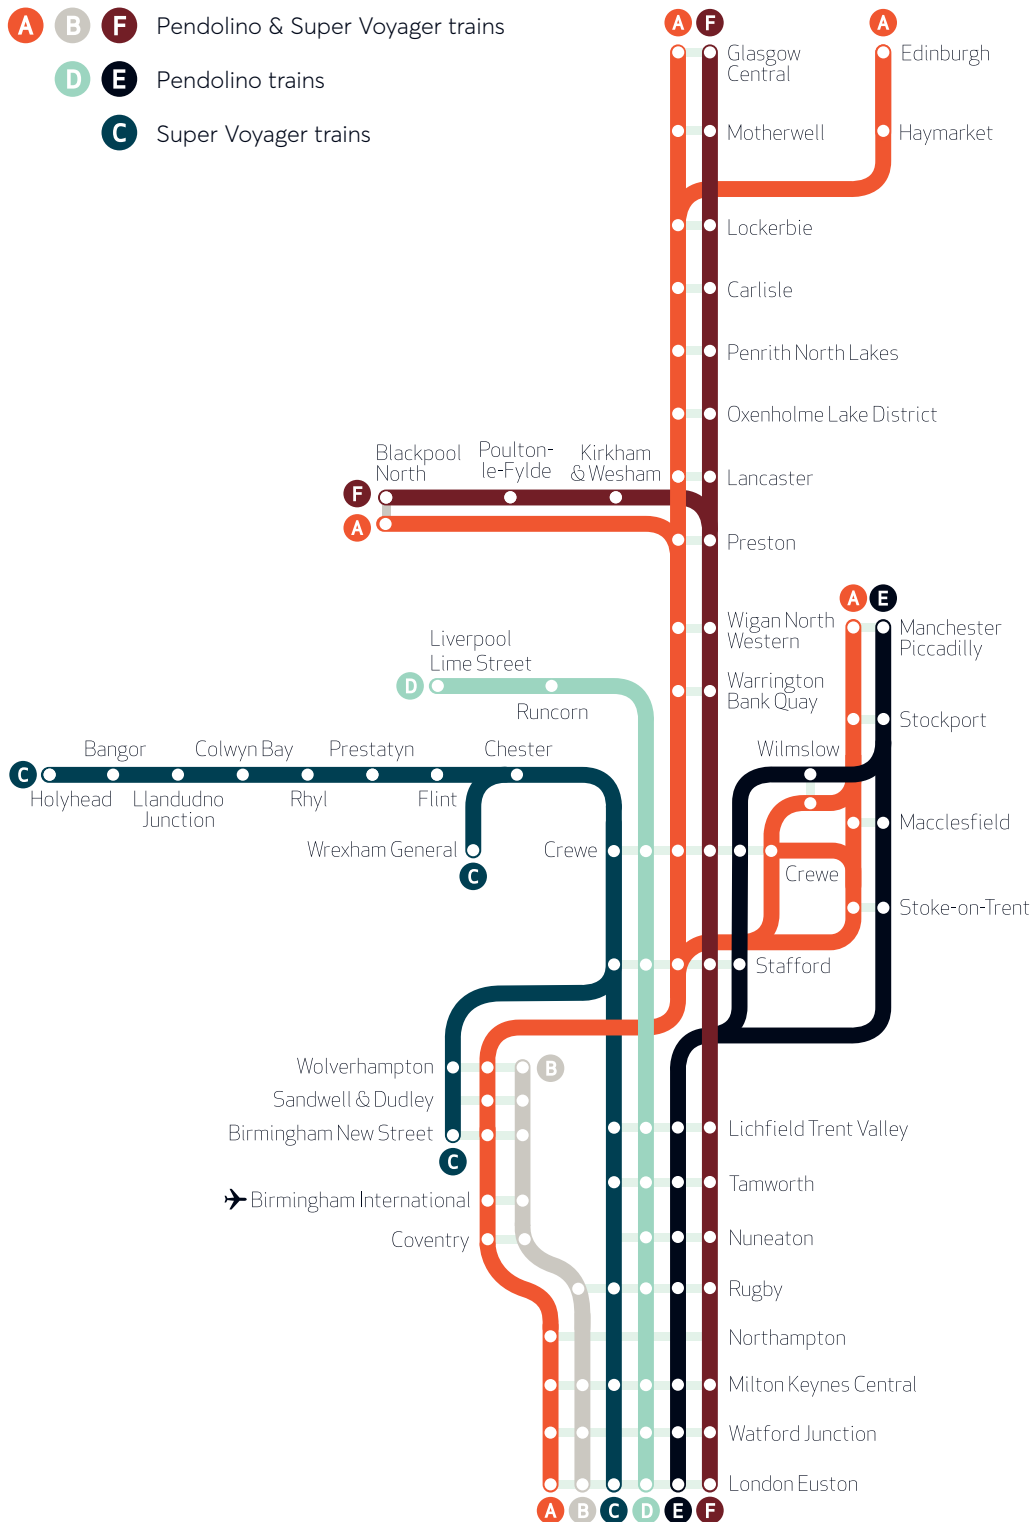 A B F Pendolino & Super Voyager trains
D E Pendolino trains
C Super Voyager trains
A F A
Glasgow
Central
Edinburgh
Motherwell
Haymarket
Lockerbie
Carlisle
Penrith North Lakes
Oxenholme Lake District
Blackpool
North
Poulton-
le-Fylde
Kirkham
& Wesham
Lancaster
F
A
Preston
A E
Wigan North
Western
Manchester
Piccadilly
Liverpool
Lime Street
D
Runcorn
Warrington
Bank Quay
Stockport
Bangor
Colwyn Bay
Prestatyn
Chester
Wilmslow
C
Holyhead
Llandudno
Junction
Rhyl
Flint
Macclesfield
Wrexham General
C
Crewe
Crewe
Stoke-on-Trent
Stafford
Wolverhampton
B
Sandwell & Dudley
Birmingham New Street
C
Lichfield Trent Valley
Tamworth
Birmingham International
Coventry
Nuneaton
Rugby
Northampton
Milton Keynes Central
Watford Junction
London Euston
A B C D E F